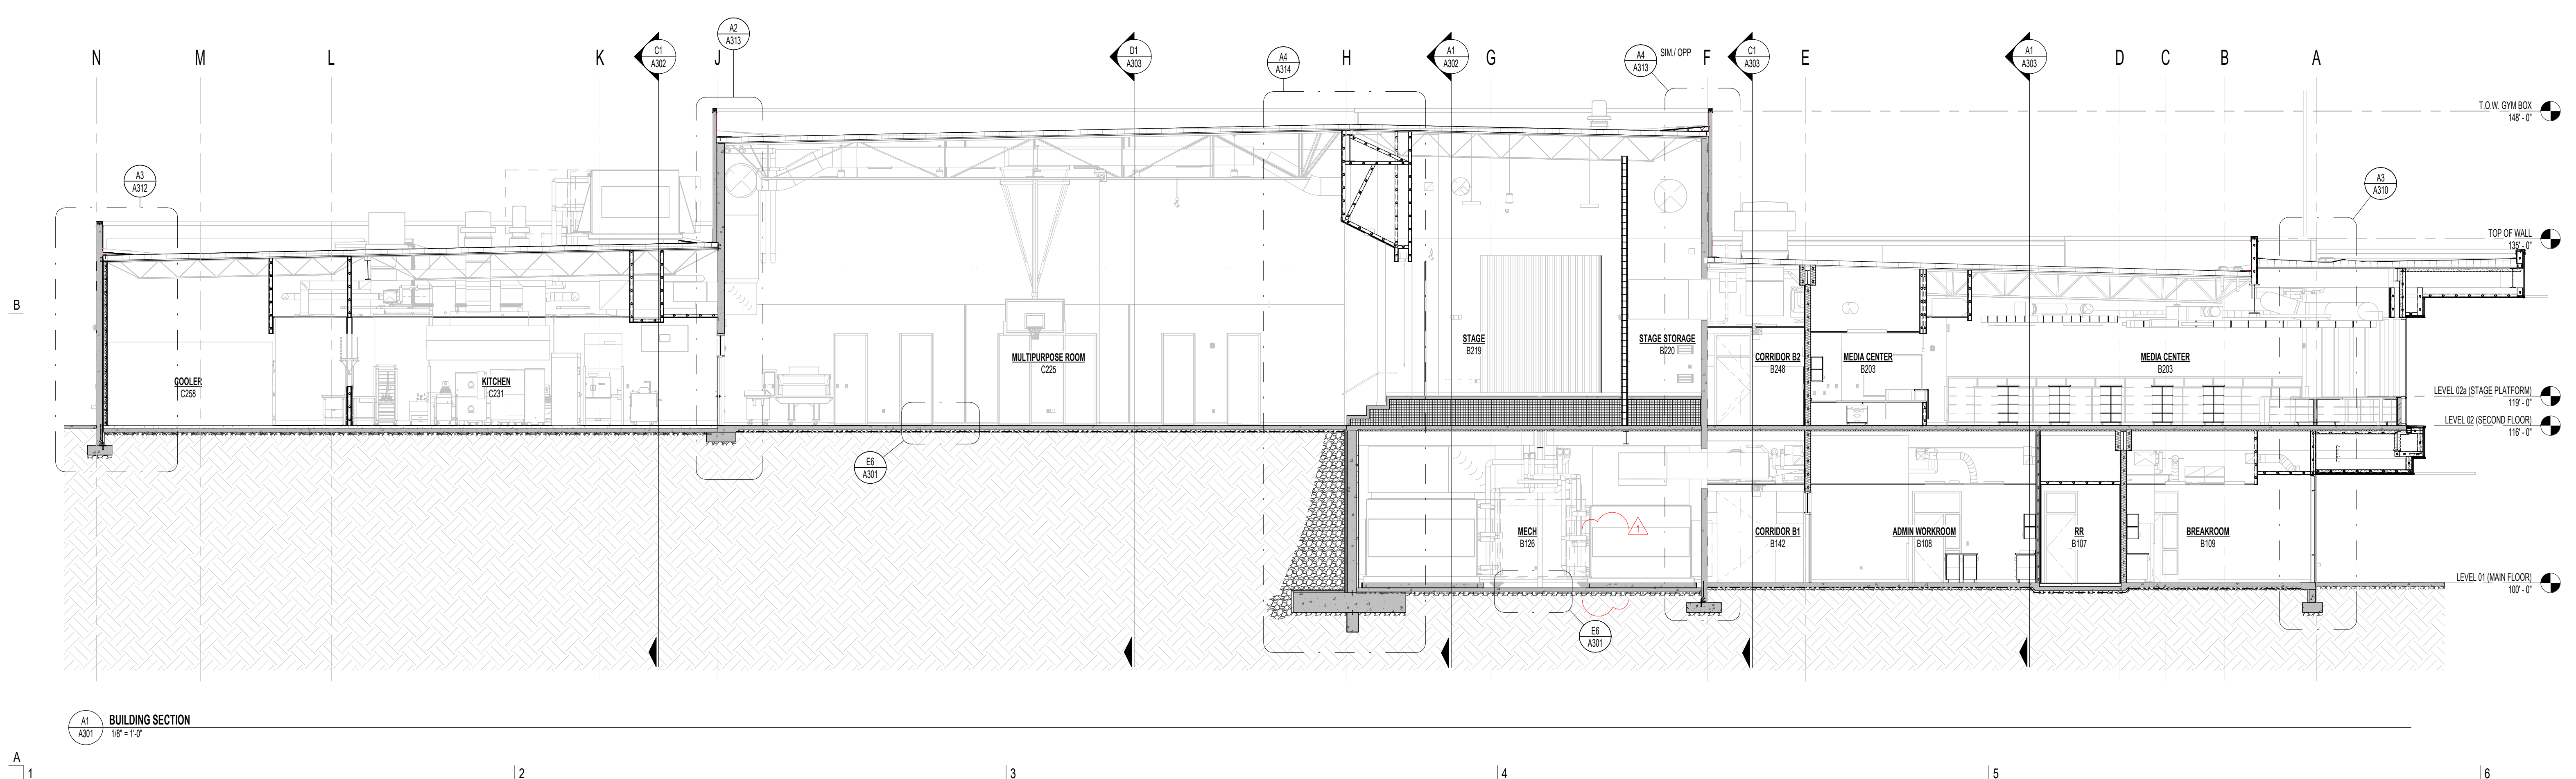 A2
A313
N
M
L
K
C1
A302
J
D1
A303
A4
A314
H
A1
A302
G
A4
A313
SIM./ OPP
F
C1
A303
E
A1
A303
D
C
B
A
T.O.W. GYM BOX
148' - 0"
A3
A312
A3
A310
TOP OF WALL
135' - 0"
B
STAGE
B219
STAGE STORAGE
B220
MULTIPURPOSE ROOM
C225
CORRIDOR B2
B248
MEDIA CENTER
B203
MEDIA CENTER
B203
COOLER
C258
KITCHEN
C231
LEVEL 02a (STAGE PLATFORM)
119' - 0"
LEVEL 02 (SECOND FLOOR)
116' - 0"
E6
A301
MECH
B126
1
CORRIDOR B1
B142
ADMIN WORKROOM
B108
RR
B107
BREAKROOM
B109
LEVEL 01 (MAIN FLOOR)
100' - 0"
E6
A301
A1
A301
BUILDING SECTION
1/8" = 1'-0"
A
1
2
3
4
5
6